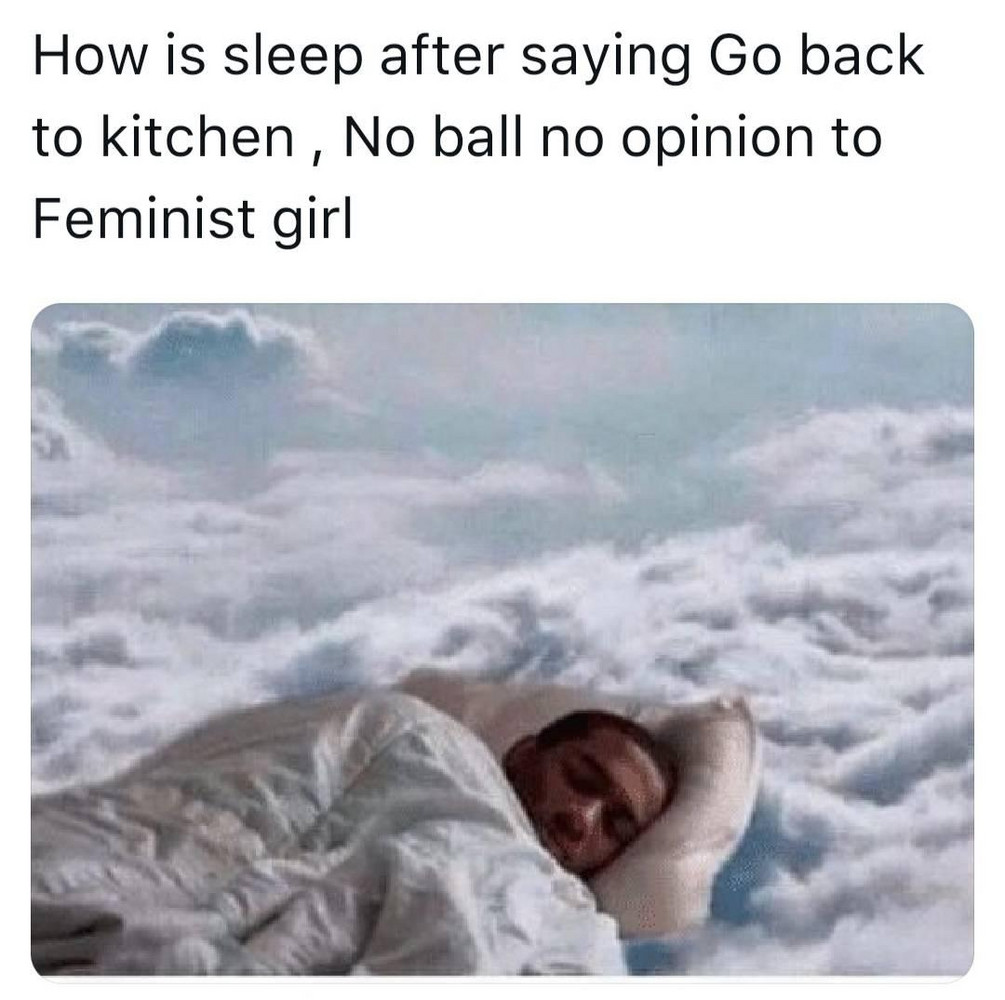 How is sleep after saying Go back
to kitchen , No ball no opinion to
Feminist girl